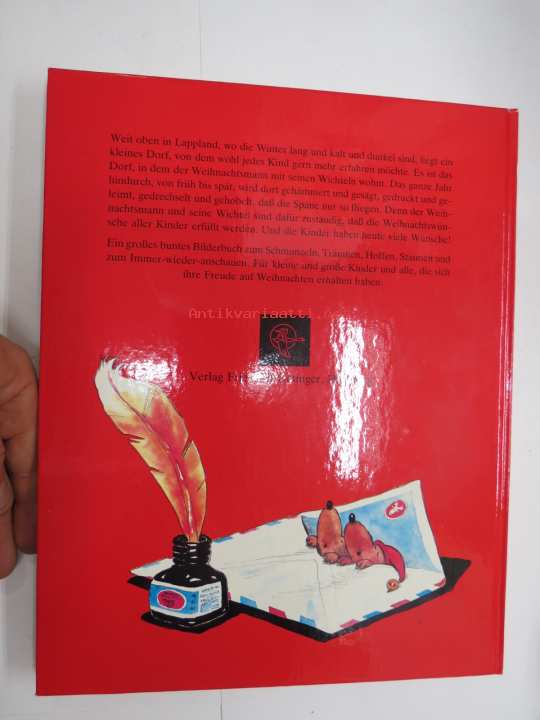 Weit oben in Lappland, wo die Winter lang und kalt und dunkel sind, liegt ein
kleines Dorf, von dem wohl jedes Kind gern mehr erfahren möchte. Es ist das
Dorf, in dem der Weihnachtsmann mit seinen Wichteln wohnt. Das ganze Jahr
hindurch, von früh bis spät, wird dort gehämmert und gesägt, gedruckt und ge-
leimt, gedrechselt und gehobelt, daß die Späne nur so fliegen. Denn der Weih-
nachtsmann und seine Wichtel sind dafür zuständig, daß die Weihnachtswün-
sche aller Kinder erfüllt werden. Und die Kinder haben heute viele Wünsche!
Ein großes buntes Bilderbuch zum Schmunzeln, Träumen, Hoffen, Staunen und
zum Immer-wieder-anschauen. Für kleine und große Kinder und alle, die sich
ihre Freude auf Weihnachten erhalten haben.
Antikvariaatti
Verlag